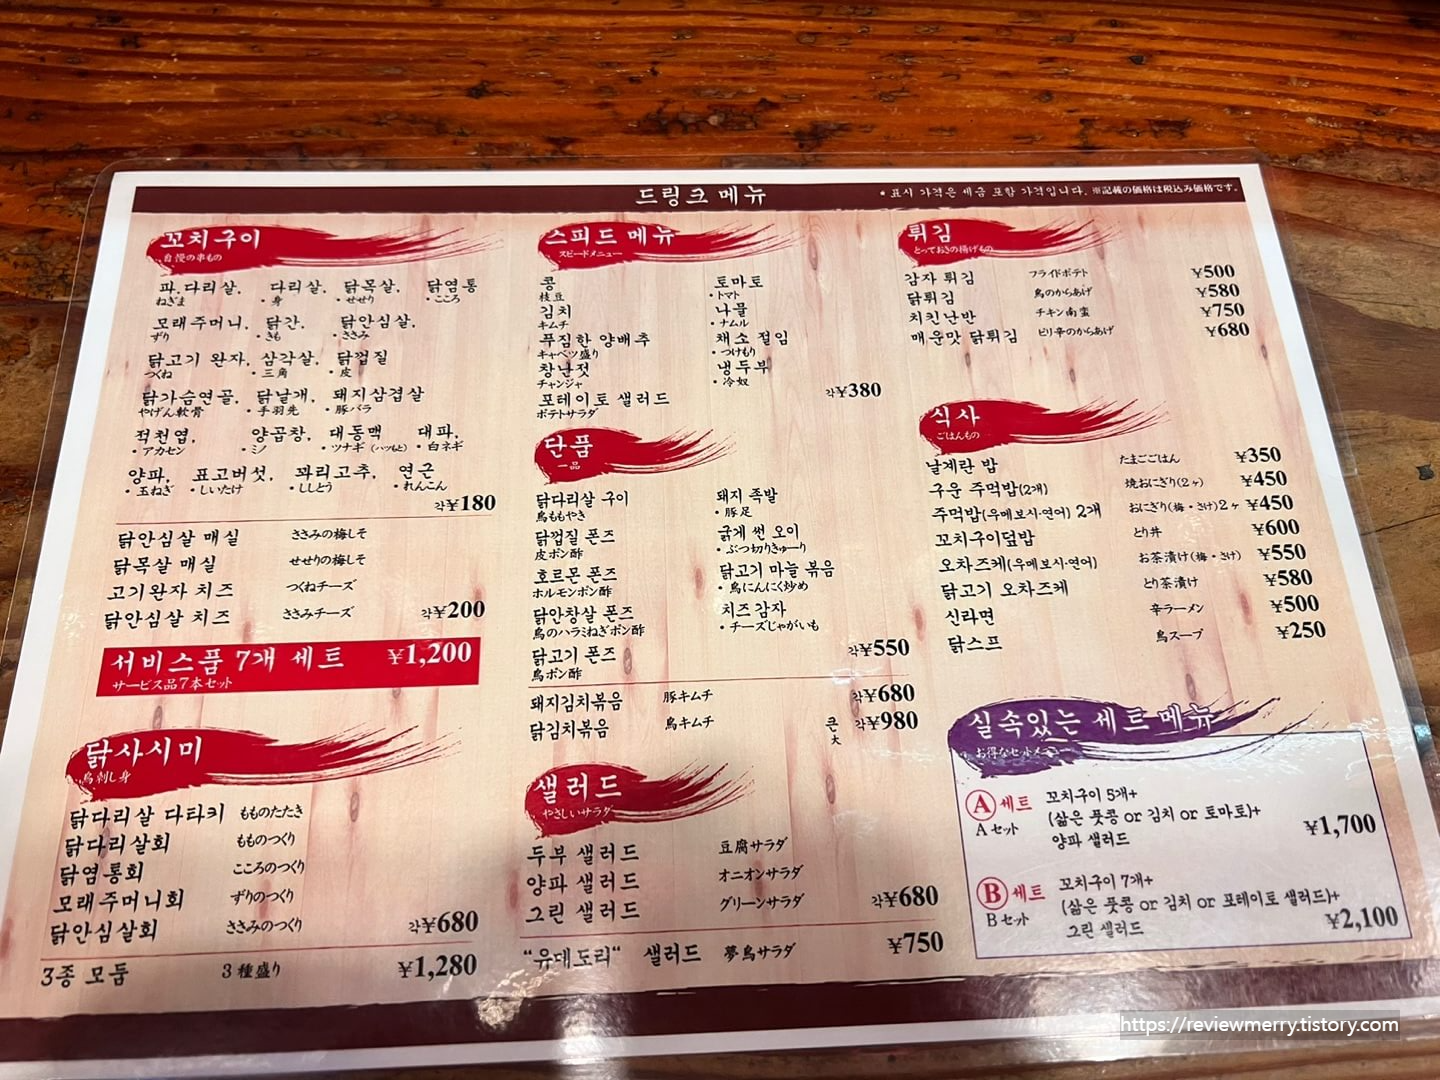 드링크 메뉴
* 표시 가격은 세금 포함 가격입니다. ※記載の価格は税込み価格です。
꼬치구이
自慢の串もの
파.다리살, 다리살, 닭목살, 닭염통
ねぎま ・身 ・せせり ・こころ
모래주머니, 닭간, 닭안심살,
ずり ・きも ・ささみ
닭고기 완자, 삼각살, 닭껍질
つくね ・三角 ・皮
닭가슴연골, 닭날개, 돼지삼겹살
やげん軟骨 ・手羽先 ・豚バラ
적천엽, 양곱창, 대동맥 대파,
・アカセン ・ミノ ・ツナギ(ハツもと) ・白ネギ
양파, 표고버섯, 꽈리고추, 연근
・玉ねぎ ・しいたけ ・ししとう ・れんこん
各¥180
닭안심살 매실 ささみの梅しそ
닭목살 매실 せせりの梅しそ
고기완자 치즈 つくねチーズ
닭안심살 치즈 ささみチーズ 各¥200
서비스품 7개 세트 ¥1,200
サービス品7本セット
닭사시미
鳥刺し身
닭다리살 다타키 もものたたき
닭다리살회 もものつくり
닭염통회 こころのつくり
모래주머니회 ずりのつくり
닭안심살회 ささみのつくり 各¥680
3종 모둠 3種盛り ¥1,280
스피드 메뉴
スピードメニュー
콩 토마토
枝豆 ・トマト
김치 나물
キムチ ・ナムル
푸짐한 양배추 채소 절임
キャベツ盛り ・つけもり
창난젓 냉두부
チャンジャ ・冷奴
포테이토 샐러드 各¥380
ポテトサラダ
단품
一品
닭다리살 구이 돼지 족발
鳥ももやき ・豚足
닭껍질 폰즈 굵게 썬 오이
皮ポン酢 ・ぶつ切りきゅーり
호르몬 폰즈 닭고기 마늘 볶음
ホルモンポン酢 ・鳥にんにく炒め
닭안창살 폰즈 치즈감자
鳥のハラミねぎポン酢 ・チーズじゃがいも
닭고기 폰즈 各¥550
鳥ポン酢
돼지김치볶음 豚キムチ 各¥680
닭김치볶음 鳥キムチ 큰 大 各¥980
샐러드
やさしいサラダ
두부 샐러드 豆腐サラダ
양파 샐러드 オニオンサラダ
그린 샐러드 グリーンサラダ 各¥680
“유메도리“ 샐러드 夢鳥サラダ ¥750
튀김
とっておきの揚げもの
감자 튀김 フライドポテト ¥500
닭튀김 鳥のからあげ ¥580
치킨난반 チキン南蛮 ¥750
매운맛 닭튀김 ピリ辛のからあげ ¥680
식사
ごはんもの
날계란 밥 たまごごはん ¥350
구운 주먹밥(2개) 焼おにぎり(2ヶ) ¥450
주먹밥(우메보시·연어) 2개 おにぎり(梅・さけ)2ヶ ¥450
꼬치구이덮밥 とり丼 ¥600
오차즈케(우메보시·연어) お茶漬け(梅・さけ) ¥550
닭고기 오차즈케 とり茶漬け ¥580
신라면 辛ラーメン ¥500
닭스프 鳥スープ ¥250
실속있는 세트 메뉴
お得なセットメニュー
A 세트 꼬치구이 5개+
A セット (삶은 풋콩 or 김치 or 토마토)+ ¥1,700
양파 샐러드
B 세트 꼬치구이 7개+
B セット (삶은 풋콩 or 김치 or 포테이토 샐러드)+
그린 샐러드 ¥2,100
https://reviewmerry.tistory.com